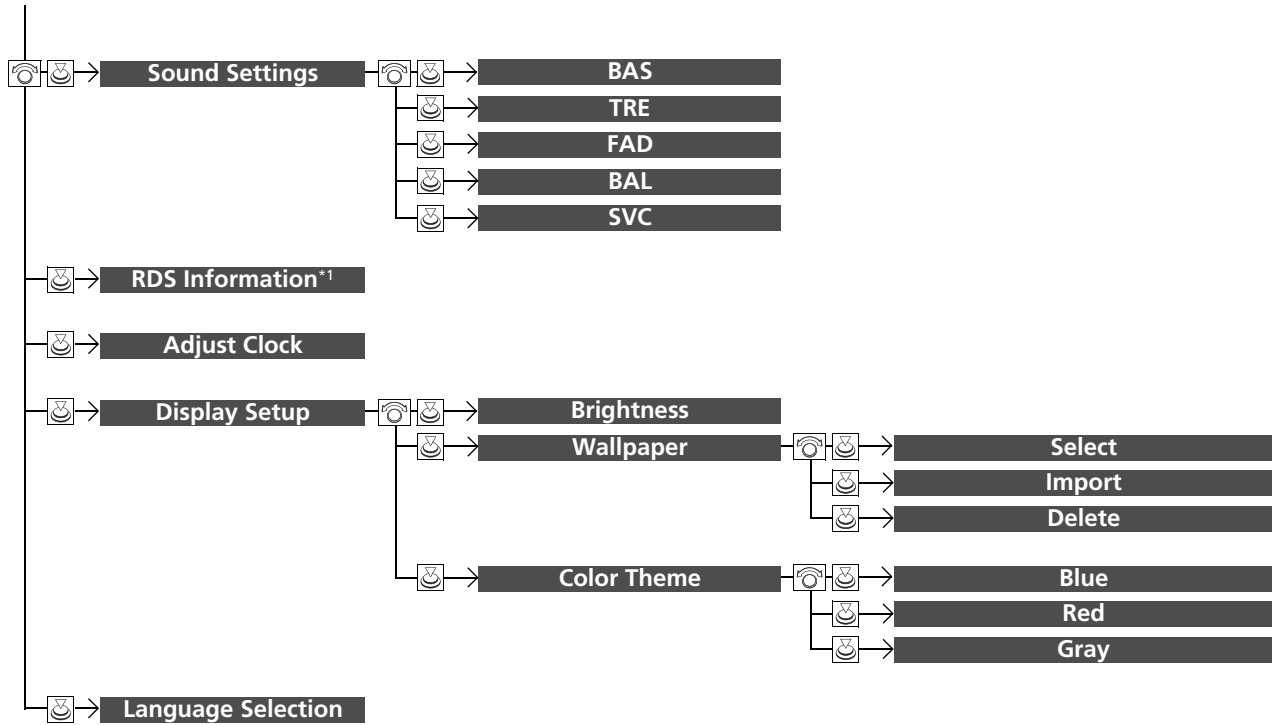 Sound Settings
BAS
TRE
FAD
BAL
SVC
RDS Information*1
Adjust Clock
Display Setup
Brightness
Wallpaper
Select
Import
Delete
Color Theme
Blue
Red
Gray
Language Selection